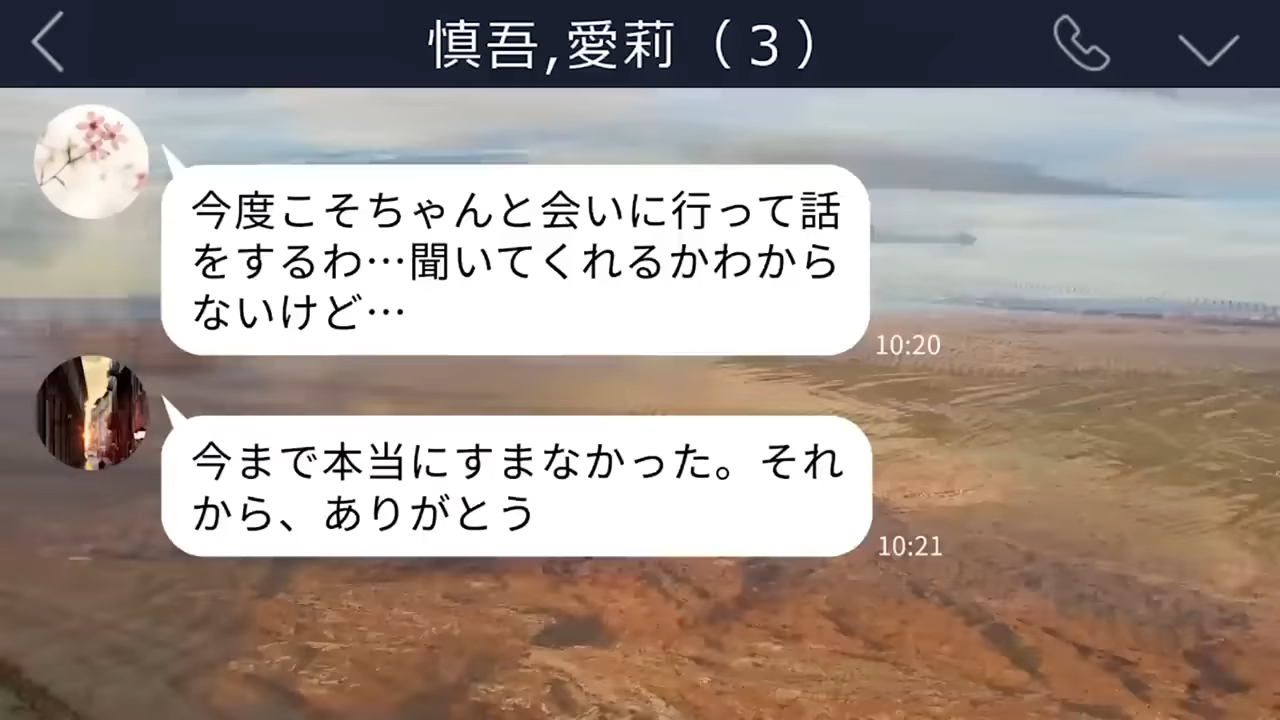 慎吾,愛莉（３）
今度こそちゃんと会いに行って話
をするわ…聞いてくれるかわから
ないけど…
10:20
今まで本当にすまなかった。それ
から、ありがとう
10:21